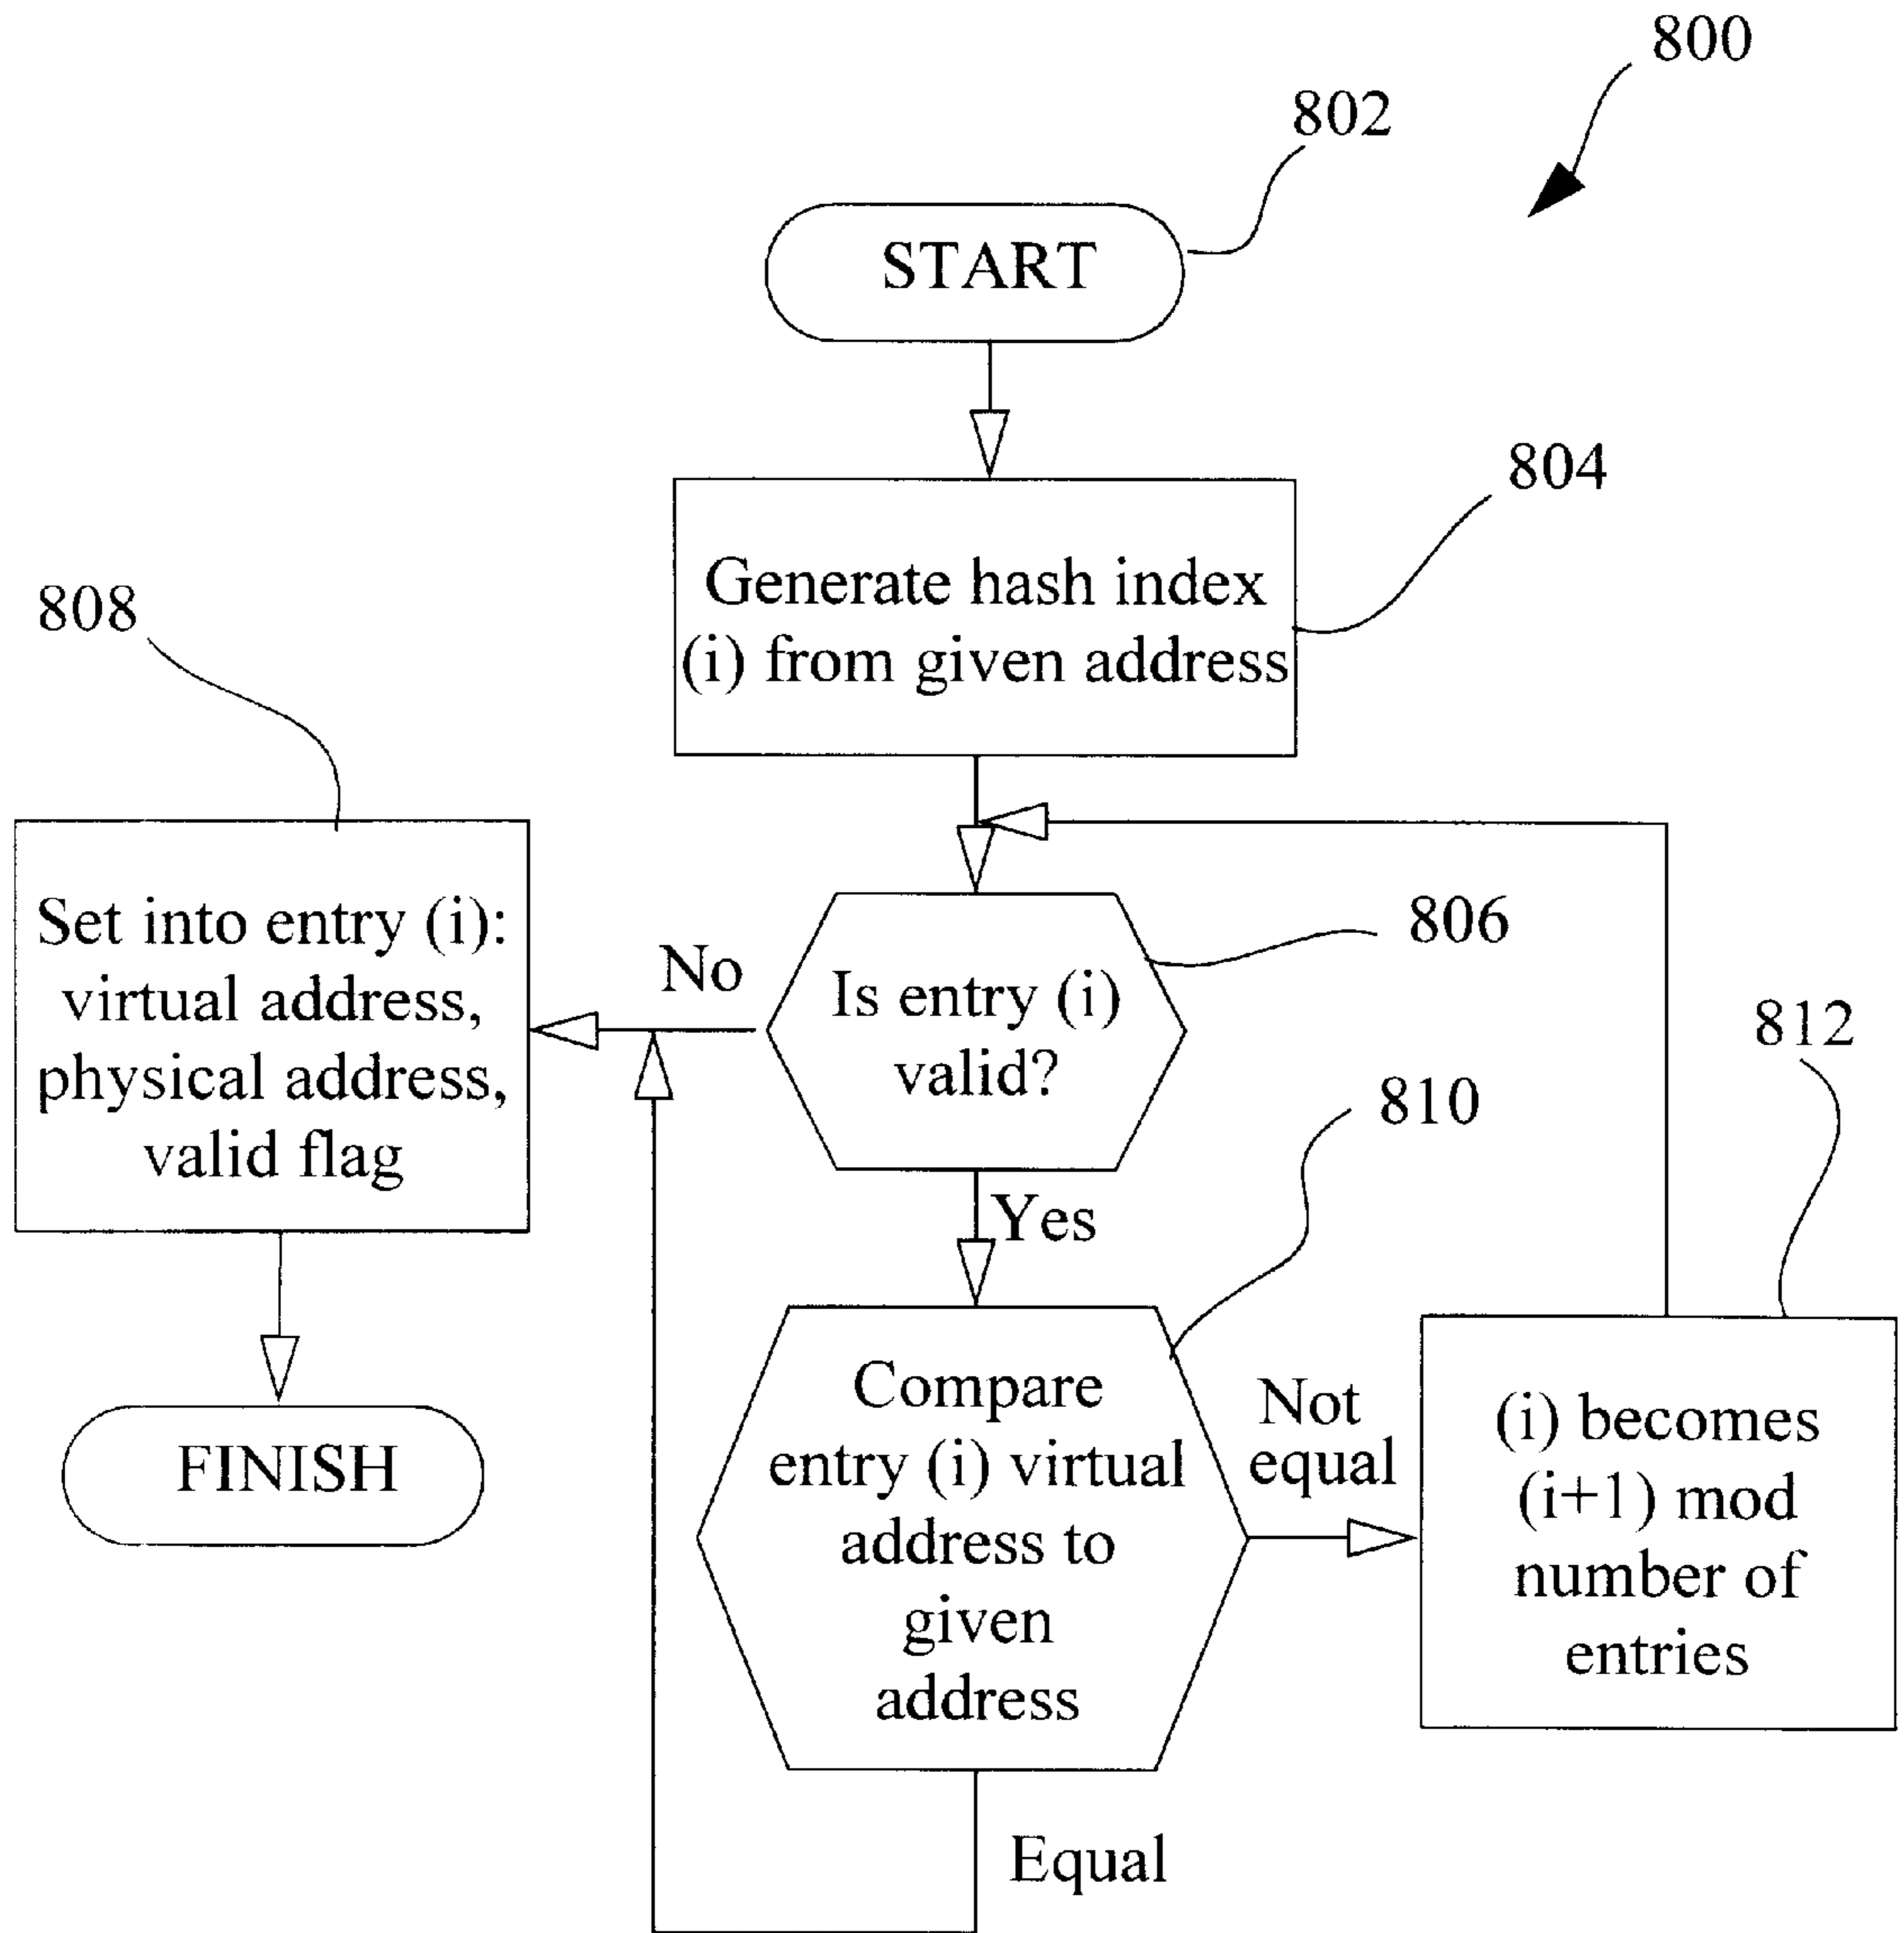 800
802
START
804
Generate hash index
(i) from given address
808
Set into entry (i):
virtual address,
physical address,
valid flag
No
Is entry (i)
valid?
806
812
810
Yes
Compare
entry (i) virtual
address to
given
address
Not
equal
(i) becomes
(i+1) mod
number of
entries
FINISH
Equal